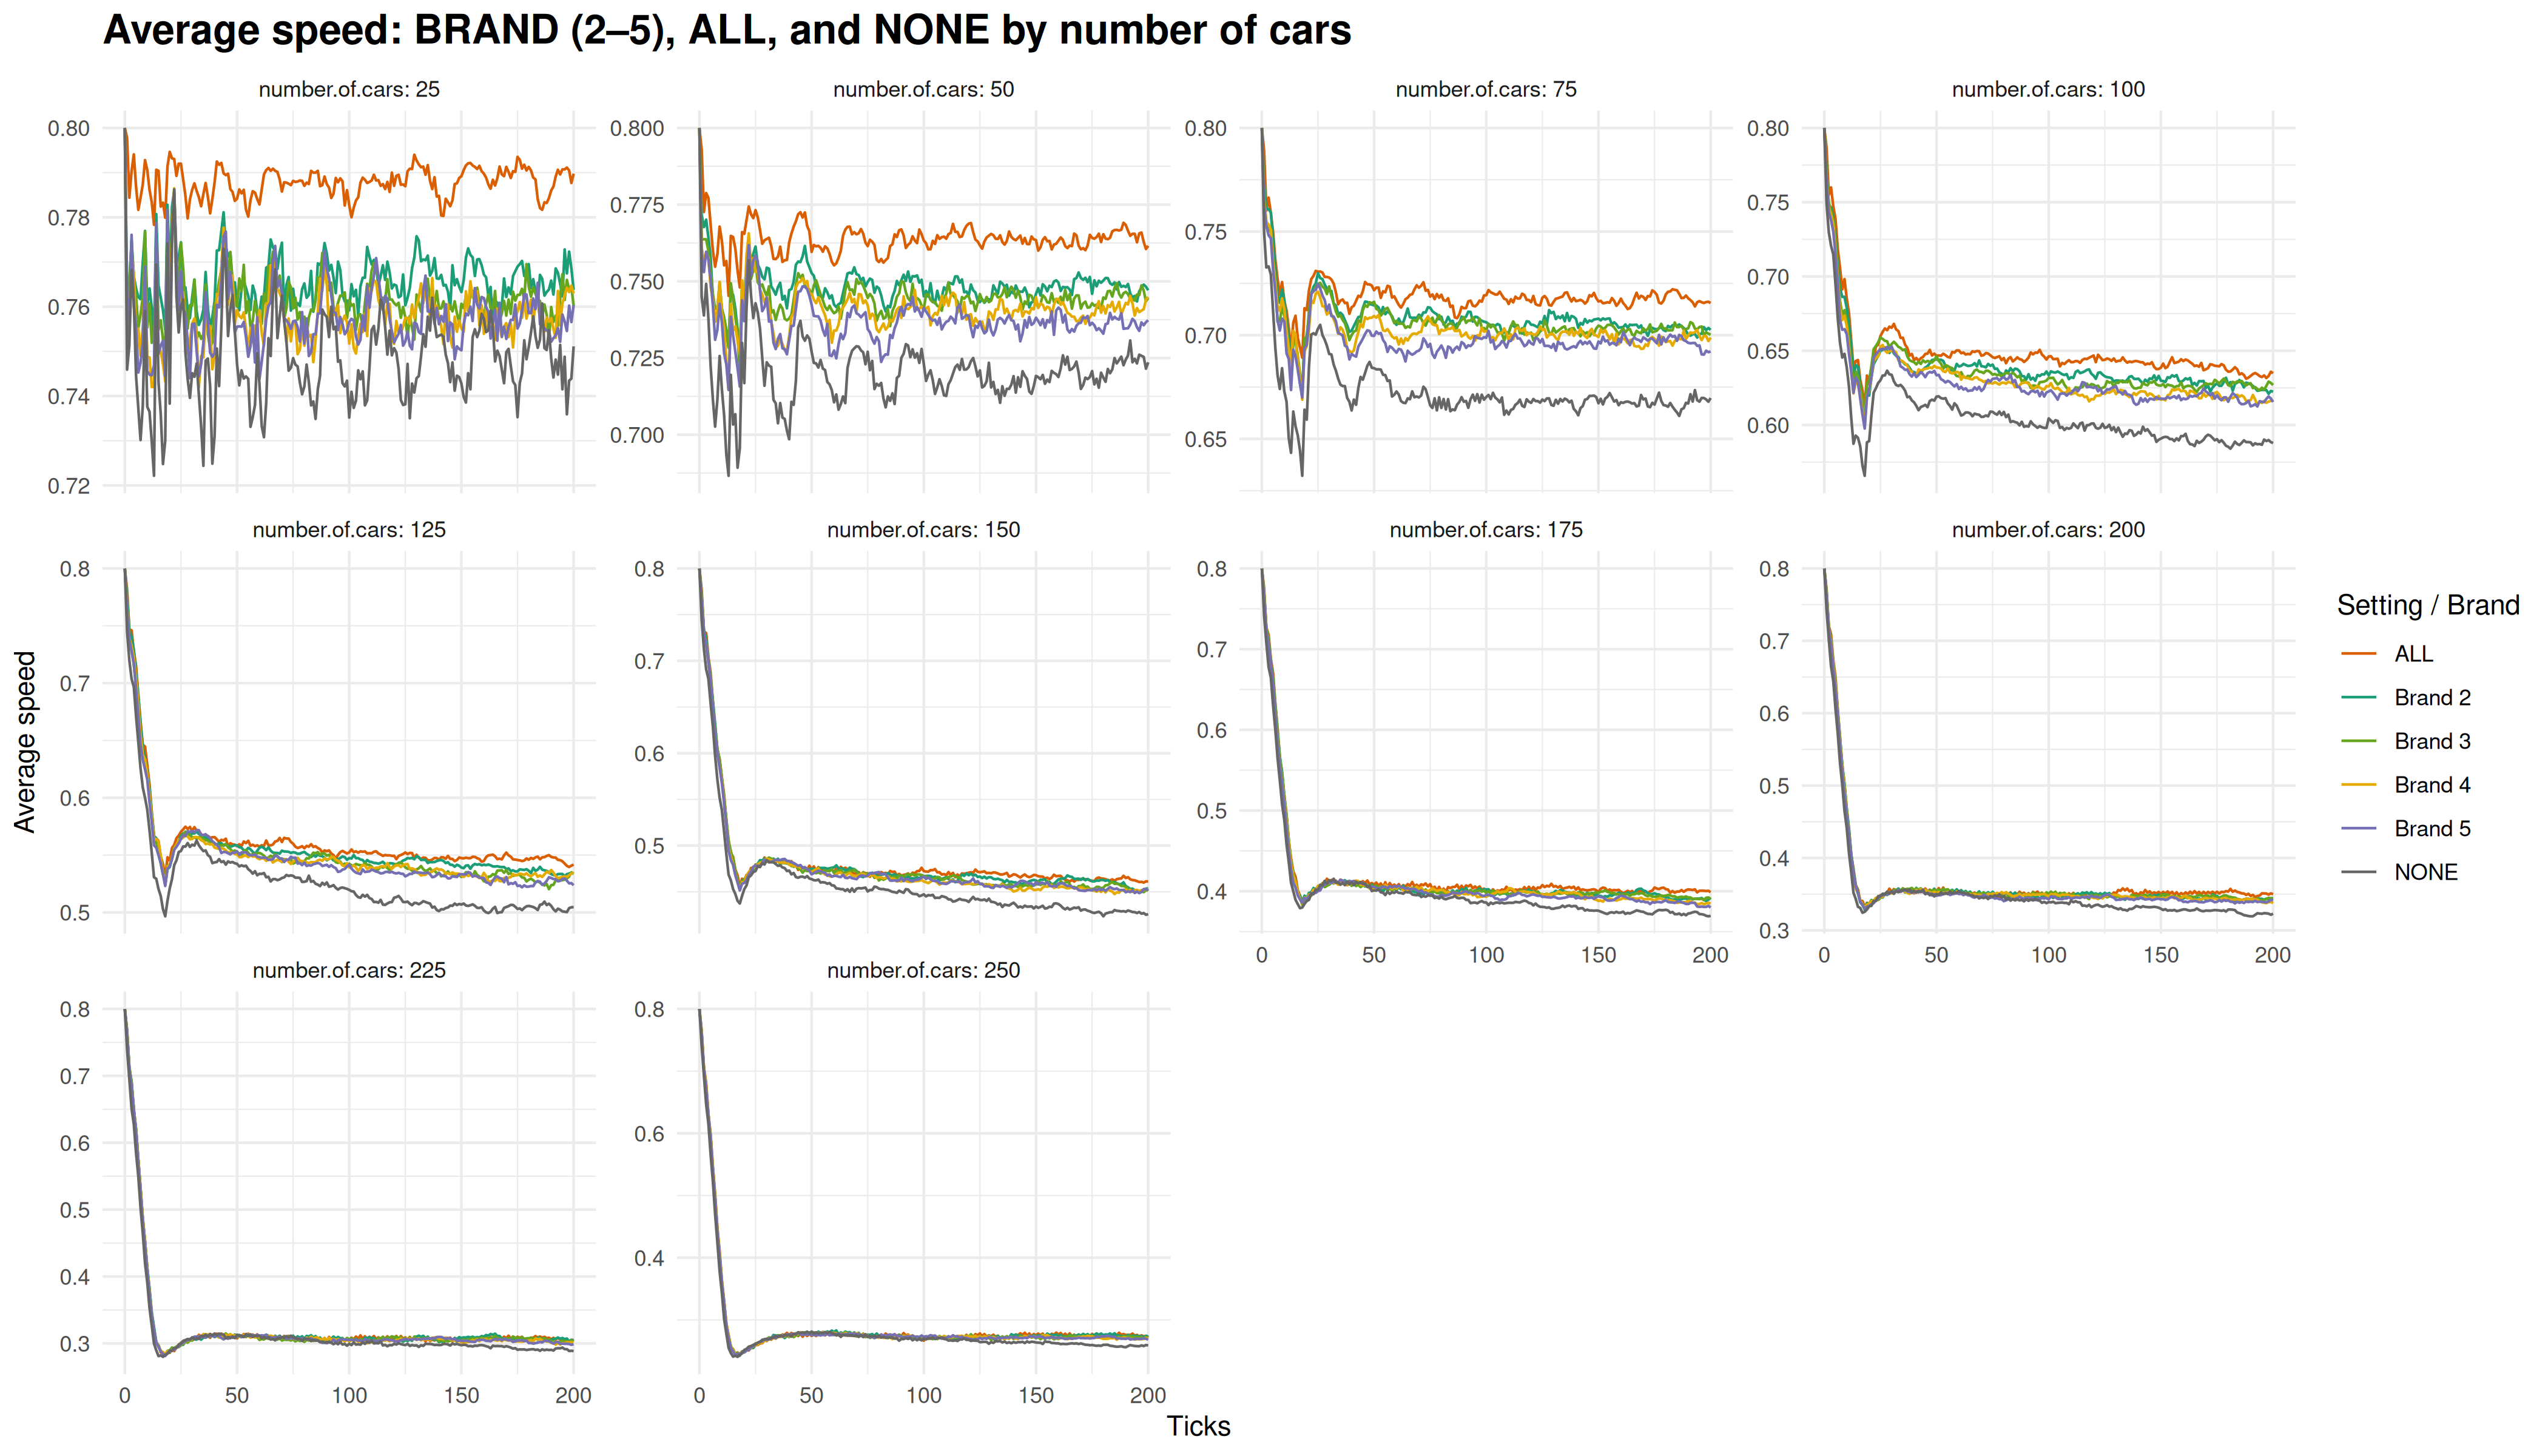 Average speed: BRAND (2–5), ALL, and NONE by number of cars
number.of.cars: 25
number.of.cars: 50
number.of.cars: 75
number.of.cars: 100
0.80
0.78
0.76
0.74
0.72
0.800
0.775
0.750
0.725
0.700
0.80
0.75
0.70
0.65
0.80
0.75
0.70
0.65
0.60
number.of.cars: 125
number.of.cars: 150
number.of.cars: 175
number.of.cars: 200
0.8
0.7
0.6
0.5
0.8
0.7
0.6
0.5
0.8
0.7
0.6
0.5
0.4
0 50 100 150 200
0.8
0.7
0.6
0.5
0.4
0.3
0 50 100 150 200
number.of.cars: 225
number.of.cars: 250
0.8
0.7
0.6
0.5
0.4
0.3
0 50 100 150 200
0.8
0.6
0.4
0 50 100 150 200
Average speed
Ticks
Setting / Brand
ALL
Brand 2
Brand 3
Brand 4
Brand 5
NONE